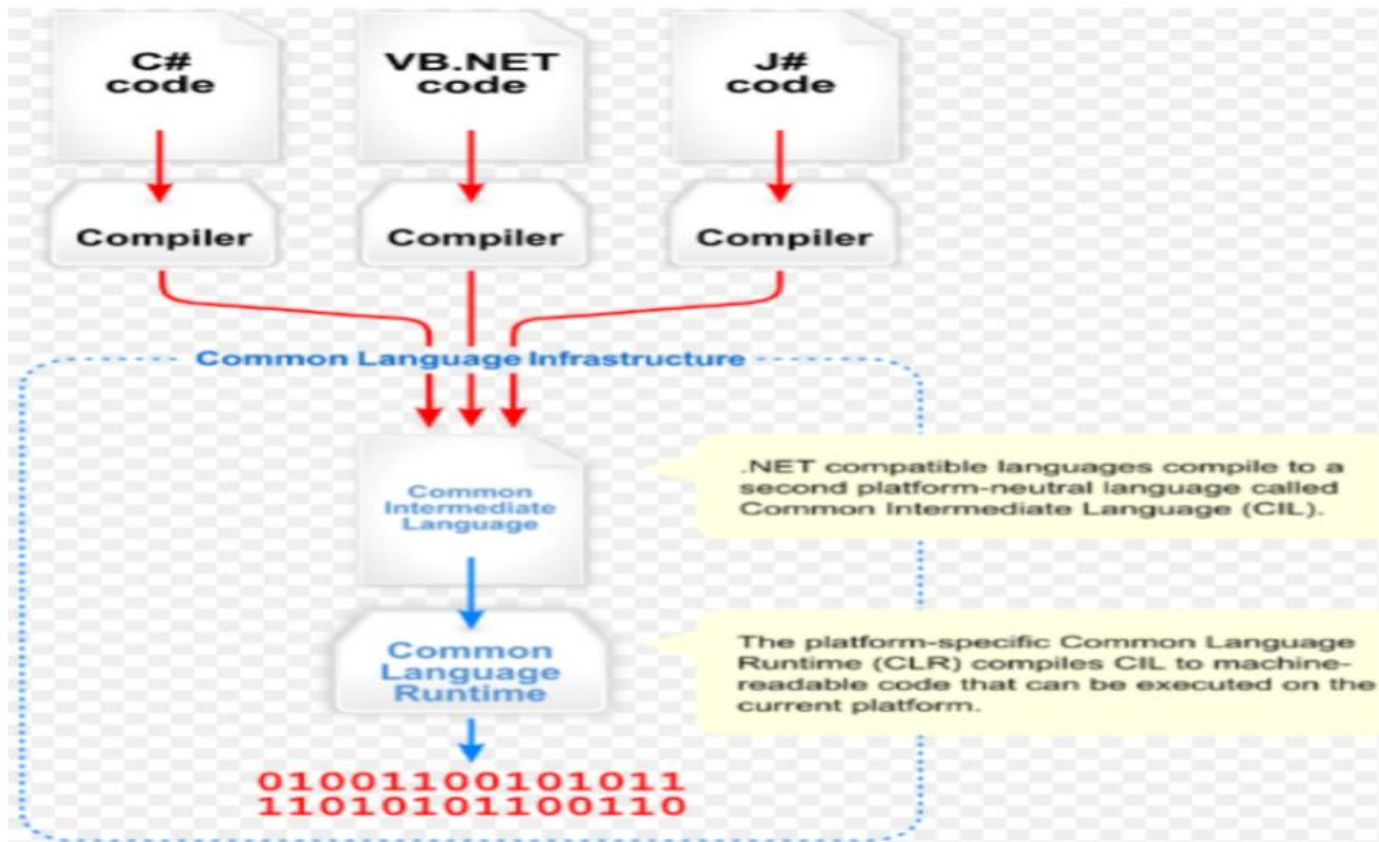 C#
code
VB.NET
code
J#
code
Compiler
Compiler
Compiler
Common Language Infrastructure
Common
Intermediate
Language
.NET compatible languages compile to a
second platform-neutral language called
Common Intermediate Language (CIL).
Common
Language
Runtime
The platform-specific Common Language
Runtime (CLR) compiles CIL to machine-
readable code that can be executed on the
current platform.
01001100101011
11010101100110